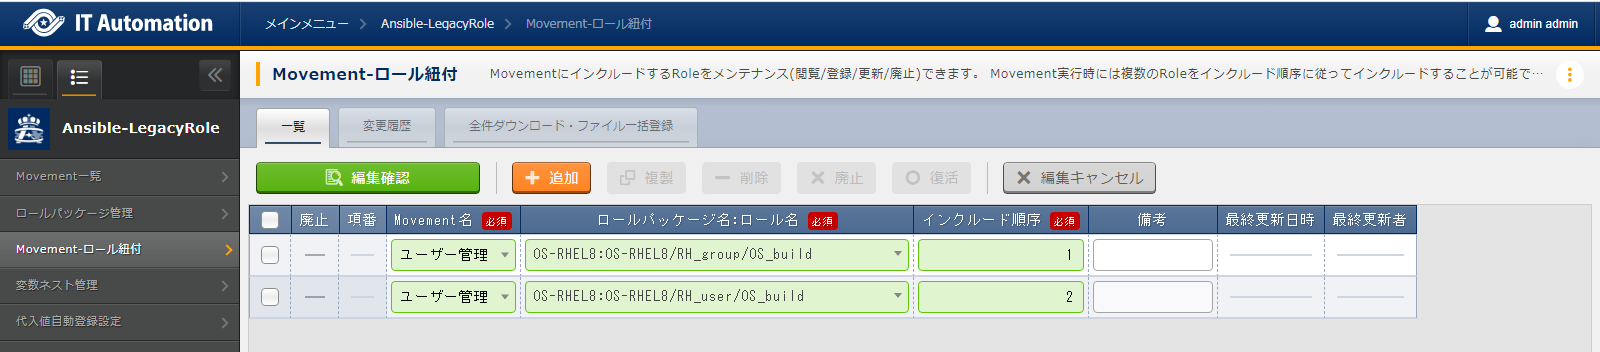 IT Automation メインメニュー Ansible-LegacyRole Movement-ロール紐付 admin admin
Movement-ロール紐付 MovementにインクルードするRoleをメンテナンス(閲覧/登録/更新/廃止)できます。 Movement実行時には複数のRoleをインクルード順序に従ってインクルードすることが可能で…
Ansible-LegacyRole
Movement一覧
ロールパッケージ管理
Movement-ロール紐付
変数ネスト管理
代入値自動登録設定
一覧 変更履歴 全件ダウンロード・ファイル一括登録
編集確認 追加 複製 削除 廃止 復活 編集キャンセル
廃止 項番 Movement名 必須 ロールパッケージ名:ロール名 必須 インクルード順序 必須 備考 最終更新日時 最終更新者
ユーザー管理 OS-RHEL8:OS-RHEL8/RH_group/OS_build 1
ユーザー管理 OS-RHEL8:OS-RHEL8/RH_user/OS_build 2